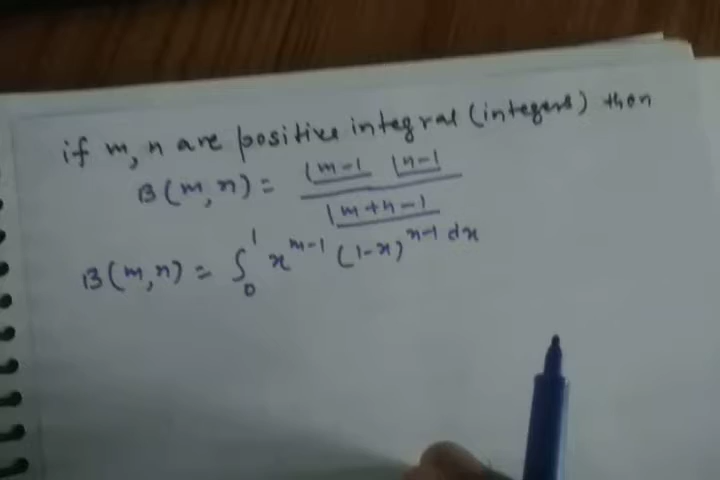 if m, n are positive integral (integers) then
B(m, n) = |m-1 |n-1 / |m+n-1
B(m, n) = ∫₀¹ x^(m-1) (1-x)^(n-1) dx